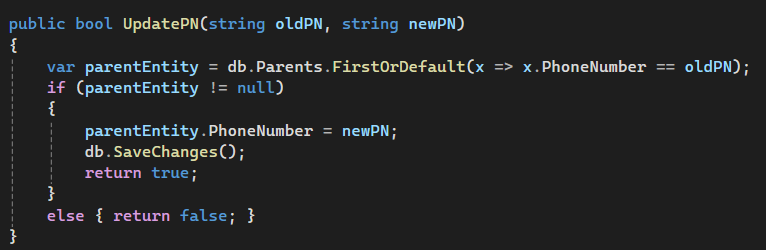 public bool UpdatePN(string oldPN, string newPN)
{
    var parentEntity = db.Parents.FirstOrDefault(x => x.PhoneNumber == oldPN);
    if (parentEntity != null)
    {
        parentEntity.PhoneNumber = newPN;
        db.SaveChanges();
        return true;
    }
    else { return false; }
}